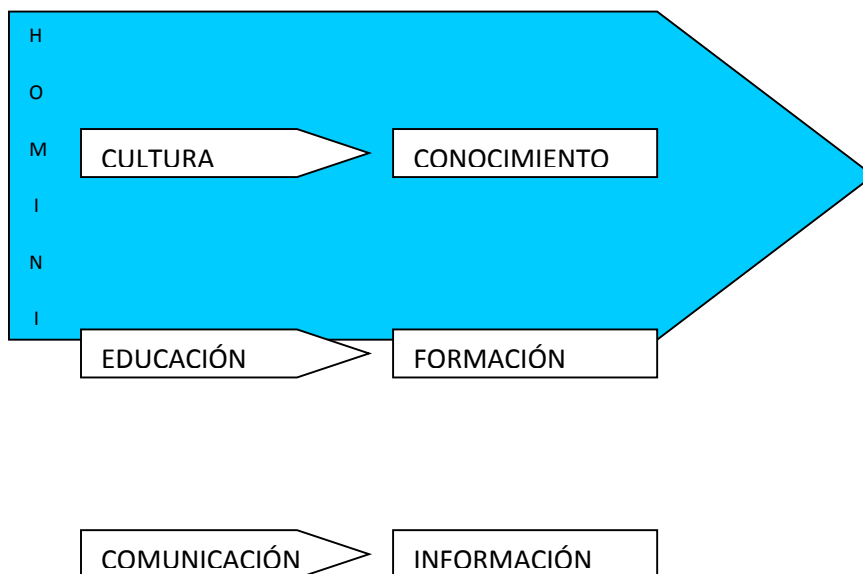 H
O
M
I
N
I
CULTURA
CONOCIMIENTO
EDUCACIÓN
FORMACIÓN
COMUNICACIÓN
INFORMACIÓN